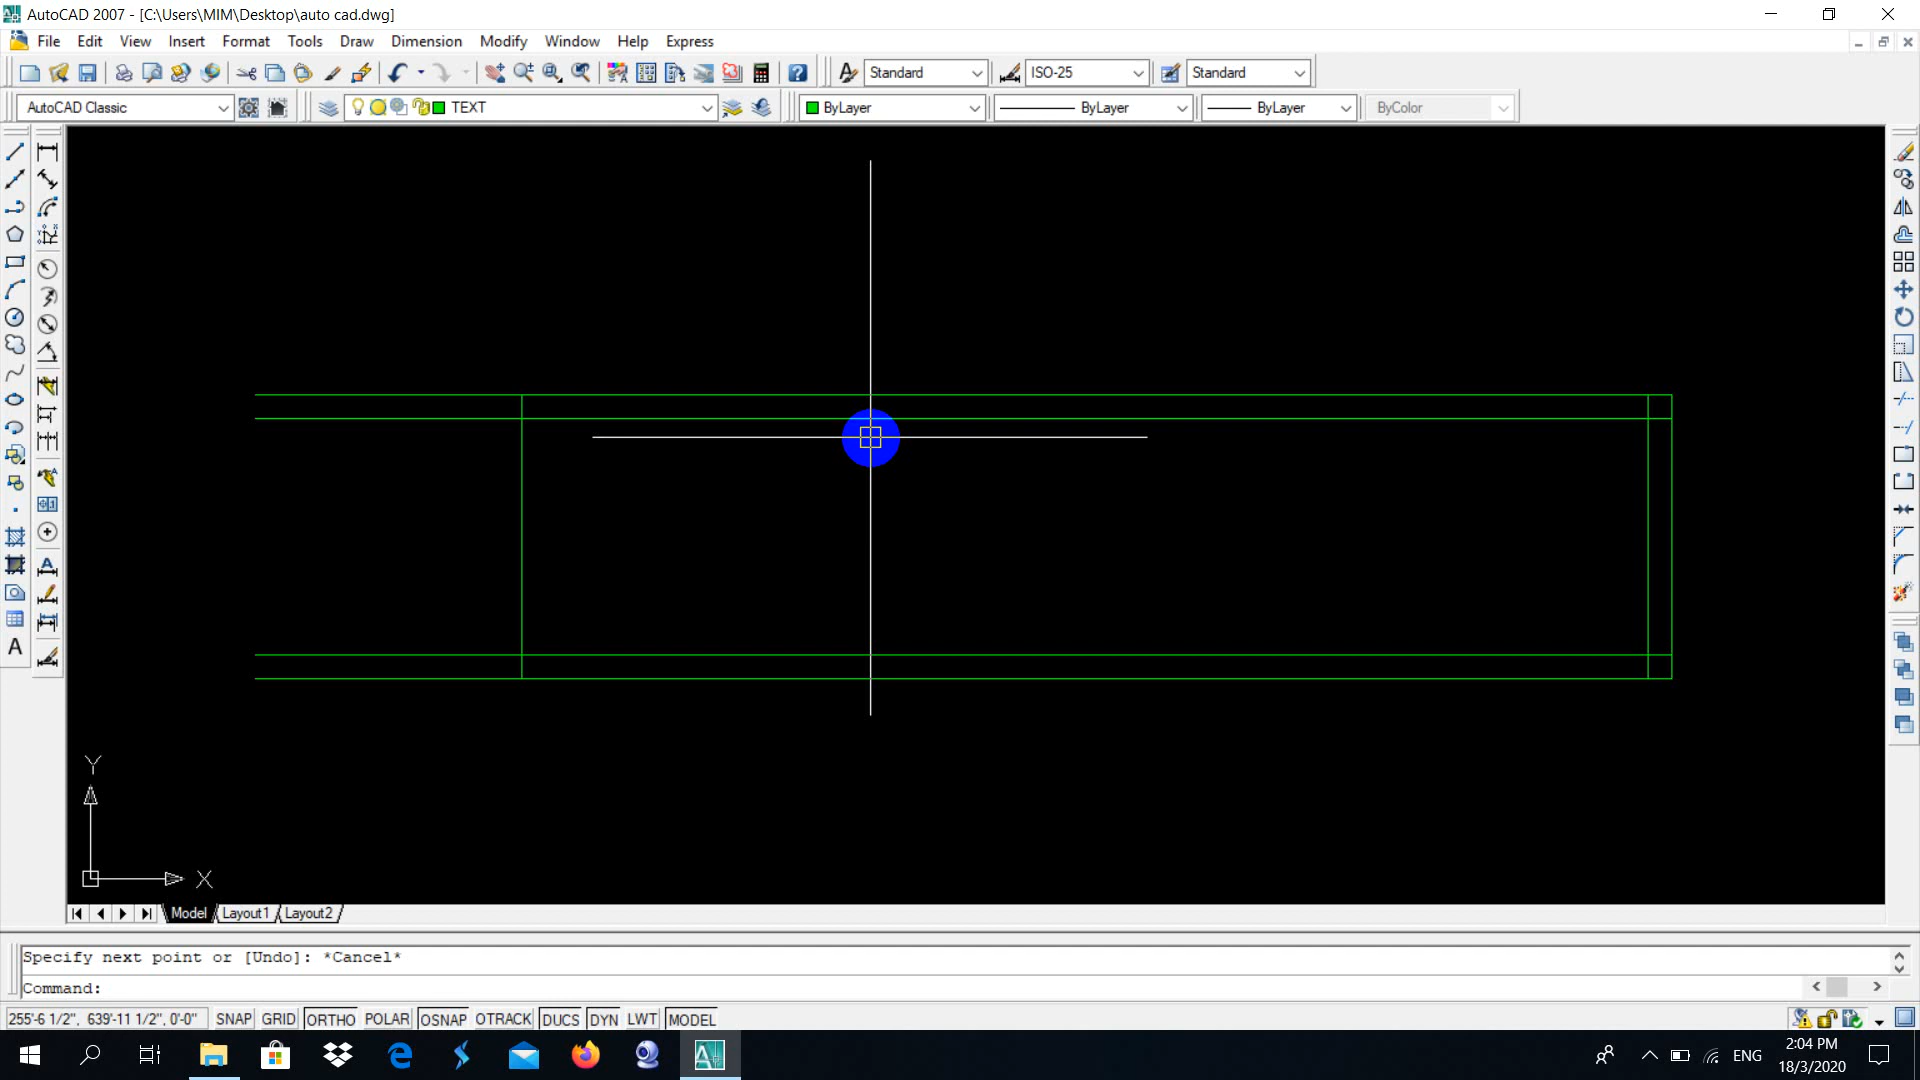 AutoCAD 2007 - [C:\Users\MIM\Desktop\auto cad.dwg]
File Edit View Insert Format Tools Draw Dimension Modify Window Help Express
Standard ISO-25 Standard
AutoCAD Classic TEXT ByLayer ByLayer ByLayer ByColor
Y
X
Model Layout1 Layout2
Specify next point or [Undo]: *Cancel*
Command:
255'-6 1/2", 639'-11 1/2", 0'-0" SNAP GRID ORTHO POLAR OSNAP OTRACK DUCS DYN LWT MODEL
ENG
2:04 PM
18/3/2020